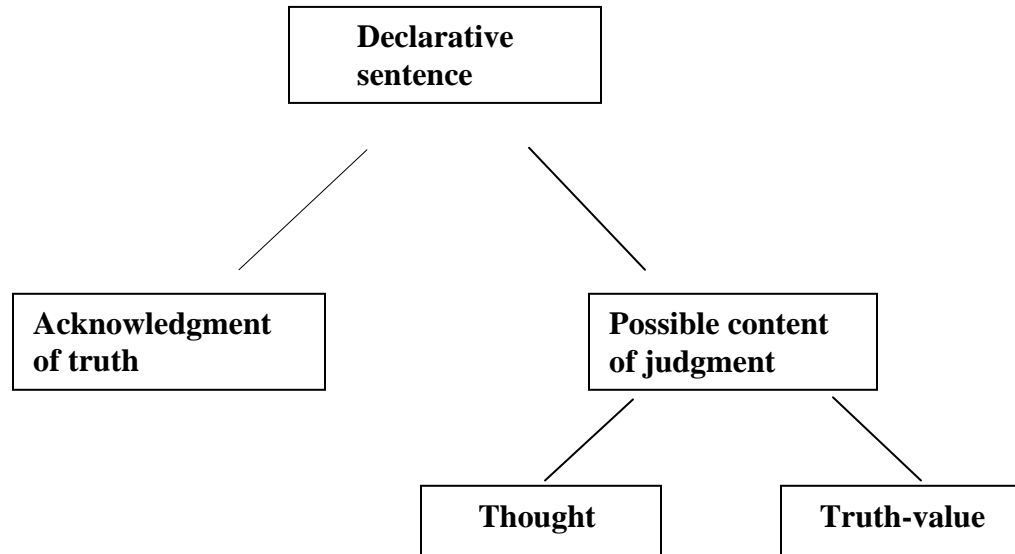 Declarative
sentence
Acknowledgment
of truth
Possible content
of judgment
Thought
Truth-value